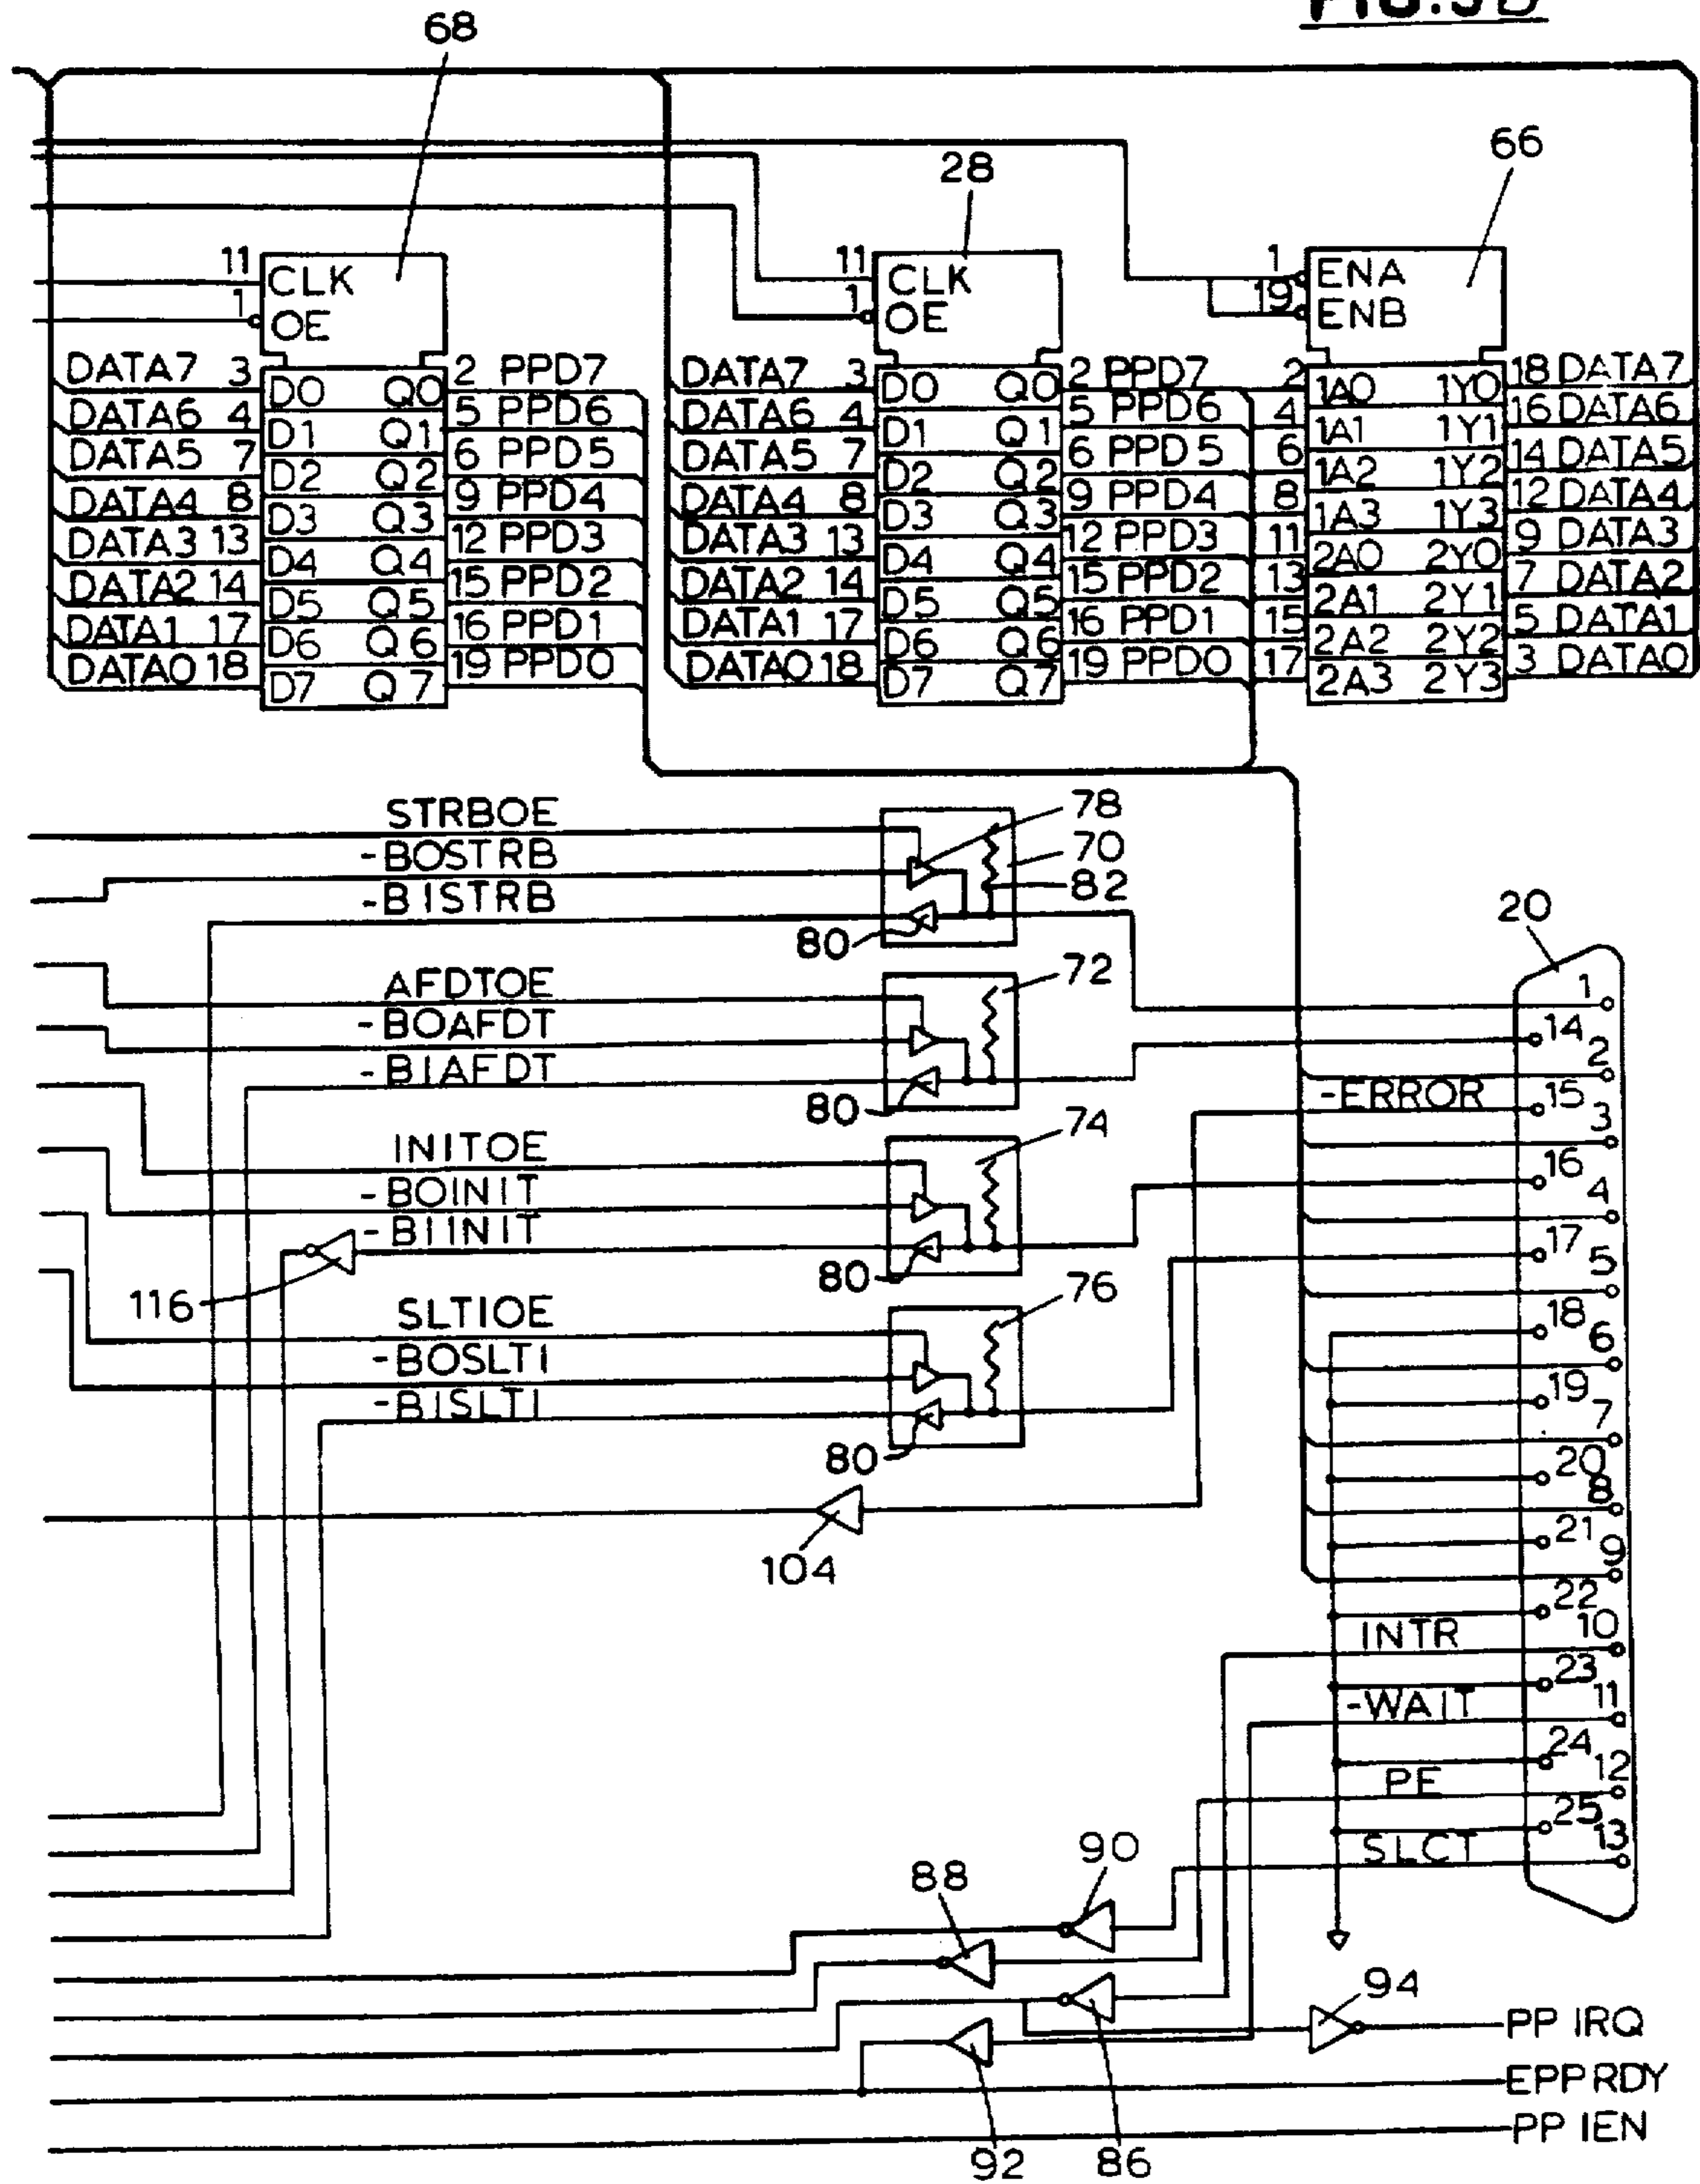 FIG. 5B
68
28
66
11 CLK
1 OE
11 CLK
1 OE
1 ENA
19 ENB
DATA7 3 D0 Q0 2 PPD7
DATA6 4 D1 Q1 5 PPD6
DATA5 7 D2 Q2 6 PPD5
DATA4 8 D3 Q3 9 PPD4
DATA3 13 D4 Q4 12 PPD3
DATA2 14 D5 Q5 15 PPD2
DATA1 17 D6 Q6 16 PPD1
DATA0 18 D7 Q7 19 PPD0
DATA7 3 D0 Q0 2 PPD7
DATA6 4 D1 Q1 5 PPD6
DATA5 7 D2 Q2 6 PPD5
DATA4 8 D3 Q3 9 PPD4
DATA3 13 D4 Q4 12 PPD3
DATA2 14 D5 Q5 15 PPD2
DATA1 17 D6 Q6 16 PPD1
DATA0 18 D7 Q7 19 PPD0
2 1A0 1Y0 18 DATA7
4 1A1 1Y1 16 DATA6
6 1A2 1Y2 14 DATA5
8 1A3 1Y3 12 DATA4
11 2A0 2Y0 9 DATA3
13 2A1 2Y1 7 DATA2
15 2A2 2Y2 5 DATA1
17 2A3 2Y3 3 DATA0
STRBOE
-BOSTRB
-BISTRB
78
70
82
80
AFDTOE
-BOAFDT
-BIAFDT
72
80
INITOE
-BOINIT
-BIINIT
74
80
116
SLTIOE
-BOSLTI
-BISLTI
76
80
104
20
1
14
2
-ERROR 15
3
16
4
17
5
18
6
19
7
20
8
21
9
22
INTR 10
23
-WAIT 11
24
PE 12
25
SLCT 13
90
88
94
PP IRQ
EPPRDY
PP IEN
92
86